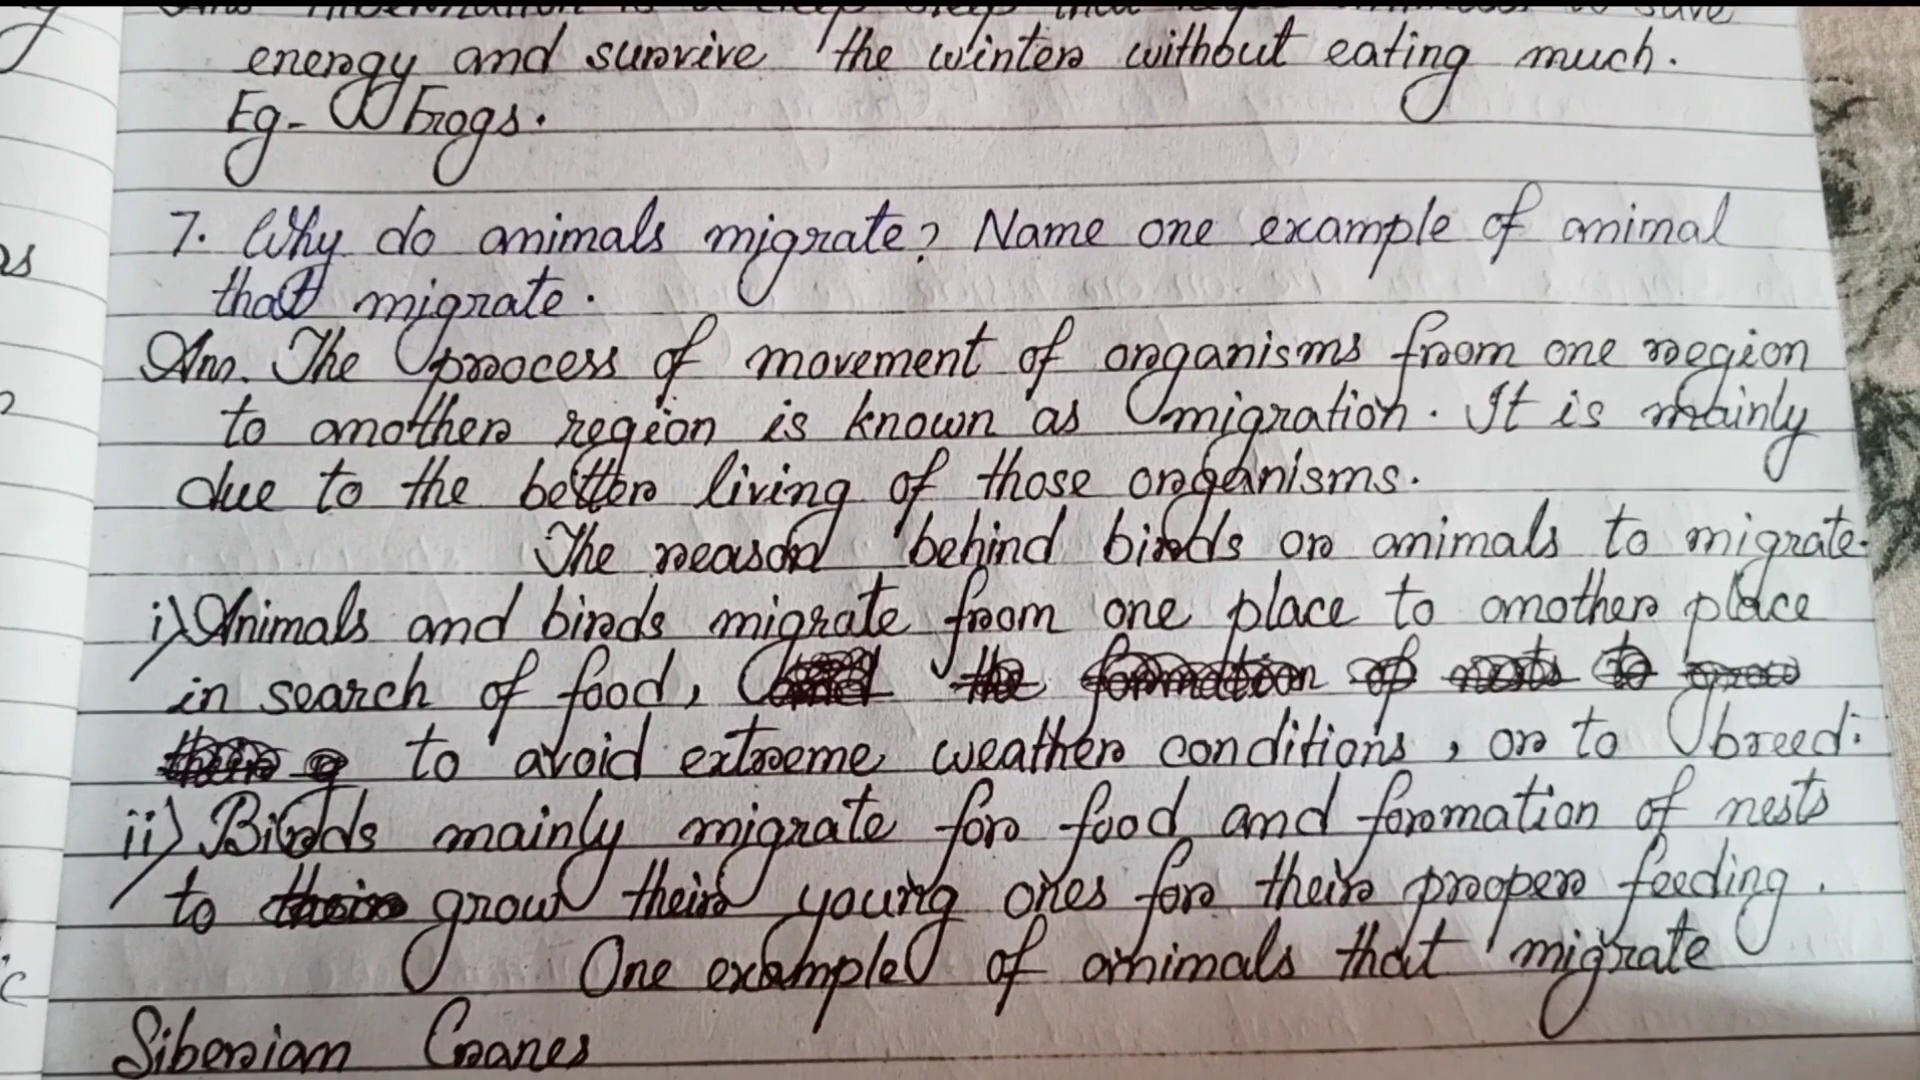 energy and survive the winter without eating much.
Eg- Frogs.
7. Why do animals migrate? Name one example of animal
that migrate.
Ans. The process of movement of organisms from one region
to another region is known as migration. It is mainly
due to the better living of those organisms.
The reason behind birds or animals to migrate.
i) Animals and birds migrate from one place to another place
in search of food,
to avoid extreme weather conditions, or to breed.
ii) Birds mainly migrate for food and formation of nests
to grow their young ones for their proper feeding.
One example of animals that migrate
Siberian Cranes